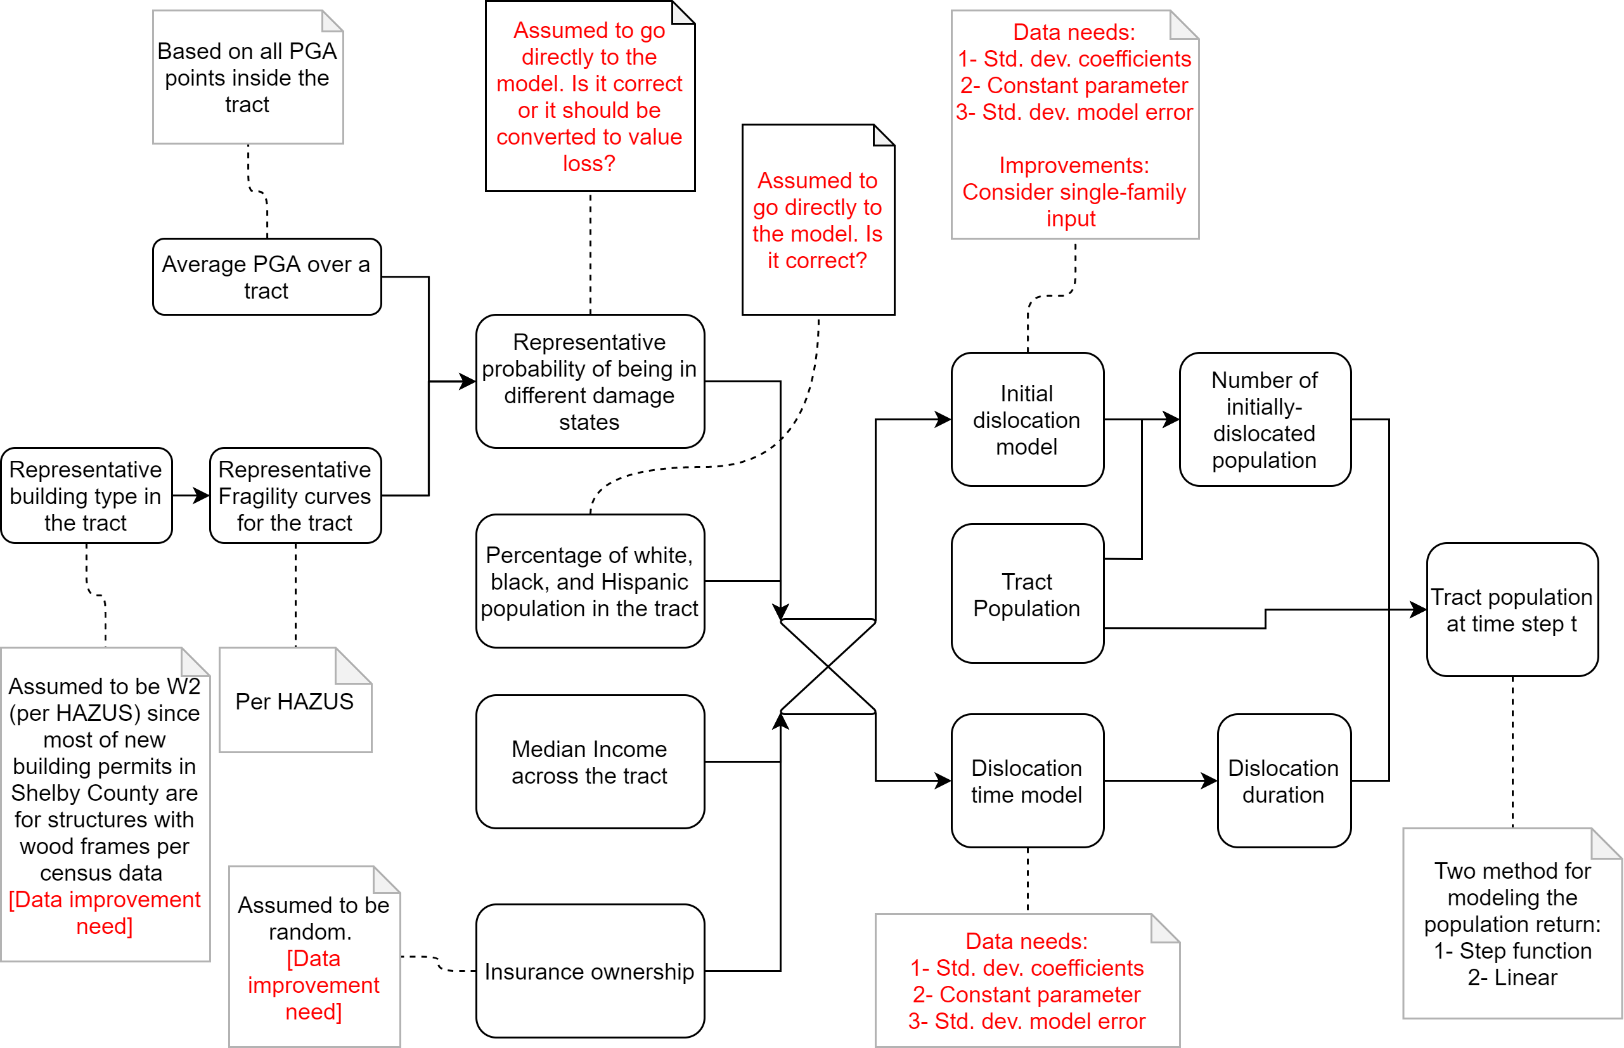 Based on all PGA
points inside the
tract
Assumed to go
directly to the
model. Is it correct
or it should be
converted to value
loss?
Assumed to
go directly to
the model. Is
it correct?
Data needs:
1- Std. dev. coefficients
2- Constant parameter
3- Std. dev. model error
Improvements:
Consider single-family
input
Average PGA over a
tract
Representative
probability of being in
different damage
states
Initial
dislocation
model
Number of
initially-
dislocated
population
Representative
building type in
the tract
Representative
Fragility curves
for the tract
Percentage of white,
black, and Hispanic
population in the tract
Tract
Population
Tract population
at time step t
Assumed to be W2
(per HAZUS) since
most of new
building permits in
Shelby County are
for structures with
wood frames per
census data
[Data improvement
need]
Per HAZUS
Median Income
across the tract
Dislocation
time model
Dislocation
duration
Assumed to be
random.
[Data
improvement
need]
Insurance ownership
Data needs:
1- Std. dev. coefficients
2- Constant parameter
3- Std. dev. model error
Two method for
modeling the
population return:
1- Step function
2- Linear